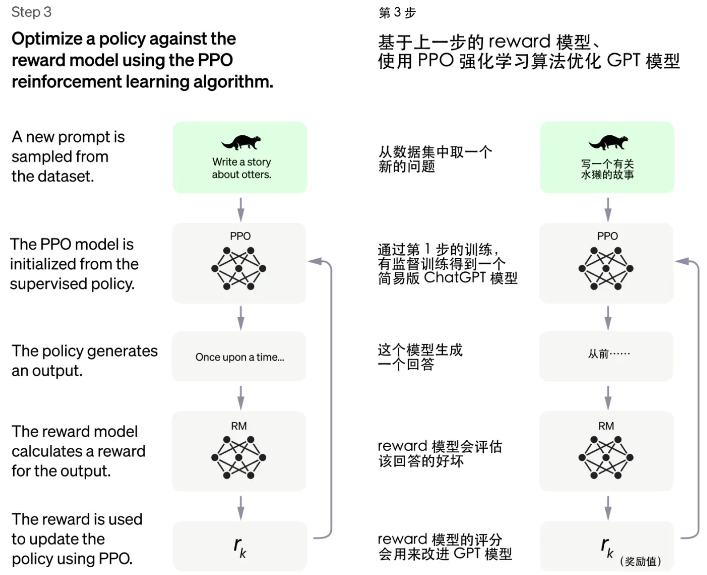 Step 3
Optimize a policy against the
reward model using the PPO
reinforcement learning algorithm.
A new prompt is
sampled from
the dataset.
Write a story
about otters.
The PPO model is
initialized from the
supervised policy.
PPO
The policy generates
an output.
Once upon a time...
The reward model
calculates a reward
for the output.
RM
The reward is used
to update the
policy using PPO.
rk
第 3 步
基于上一步的 reward 模型、
使用 PPO 强化学习算法优化 GPT 模型
从数据集中取一个
新的问题
写一个有关
水獭的故事
通过第 1 步的训练，
有监督训练得到一个
简易版 ChatGPT 模型
PPO
这个模型生成
一个回答
从前……
reward 模型会评估
该回答的好坏
RM
reward 模型的评分
会用来改进 GPT 模型
rk
（奖励值）